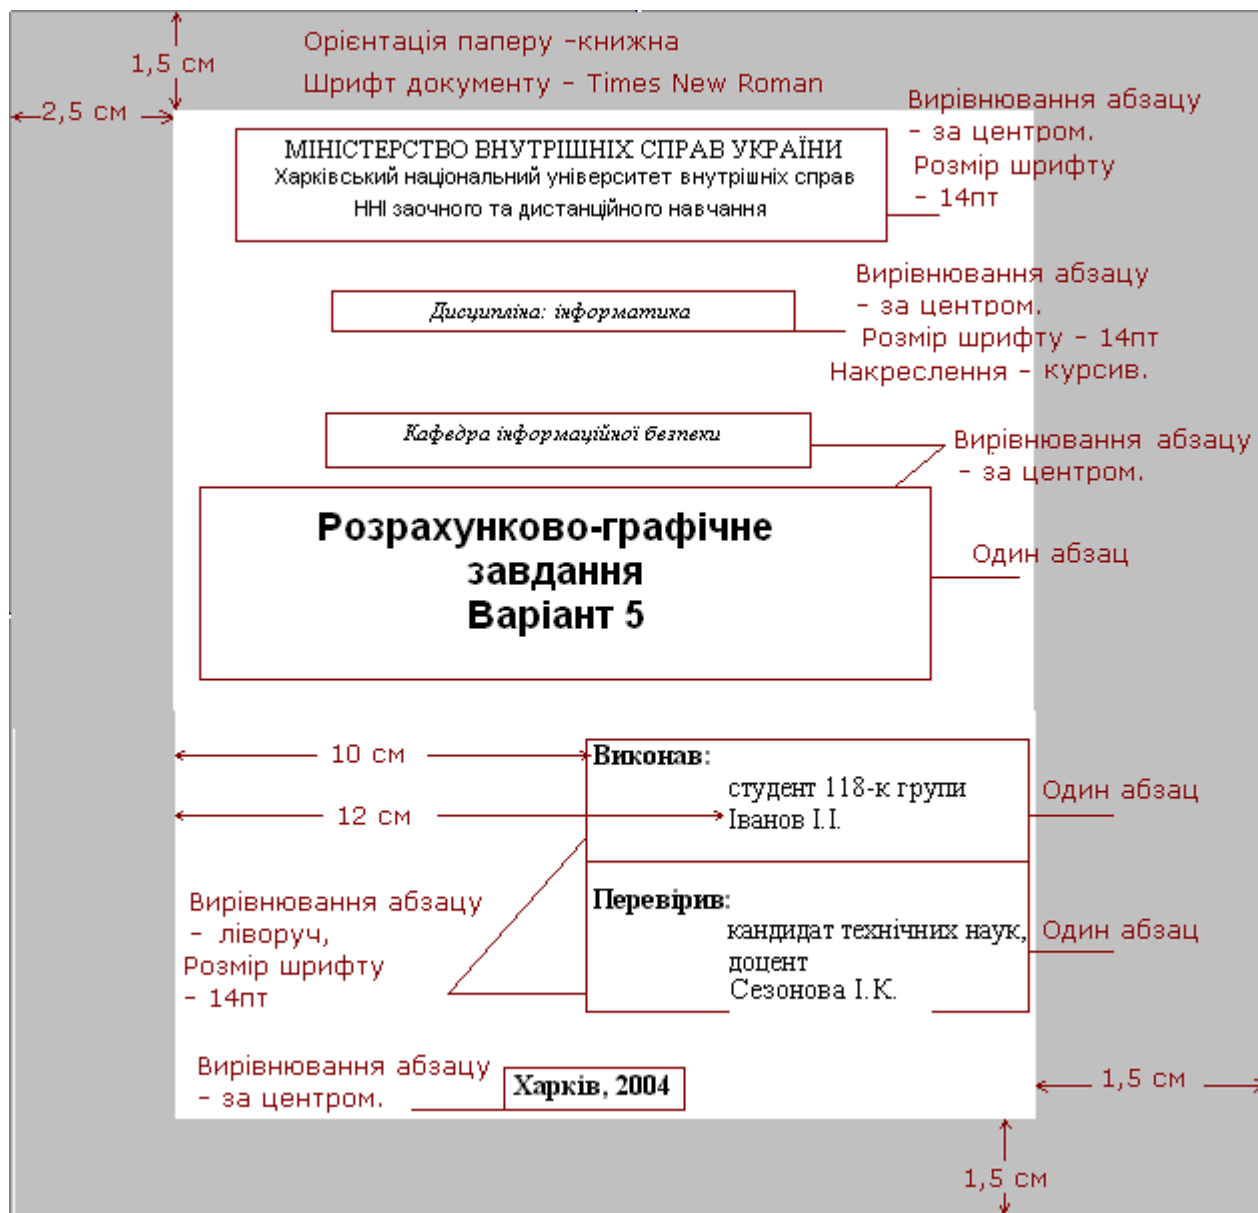 Орієнтація паперу –книжна
1,5 см
Шрифт документу – Times New Roman
2,5 см
Вирівнювання абзацу
– за центром.
Розмір шрифту
– 14пт
МІНІСТЕРСТВО ВНУТРІШНІХ СПРАВ УКРАЇНИ
Харківський національний університет внутрішніх справ
ННІ заочного та дистанційного навчання
Вирівнювання абзацу
– за центром.
Розмір шрифту – 14пт
Накреслення – курсив.
Дисципліна: інформатика
Кафедра інформаційної безпеки
Вирівнювання абзацу
– за центром.
Розрахунково-графічне
завдання
Варіант 5
Один абзац
10 см
Виконав:
студент 118-к групи
Іванов І.І.
12 см
Один абзац
Перевірив:
кандидат технічних наук,
доцент
Сезонова І.К.
Один абзац
Вирівнювання абзацу
– ліворуч,
Розмір шрифту
– 14пт
Вирівнювання абзацу
– за центром.
Харків, 2004
1,5 см
1,5 см